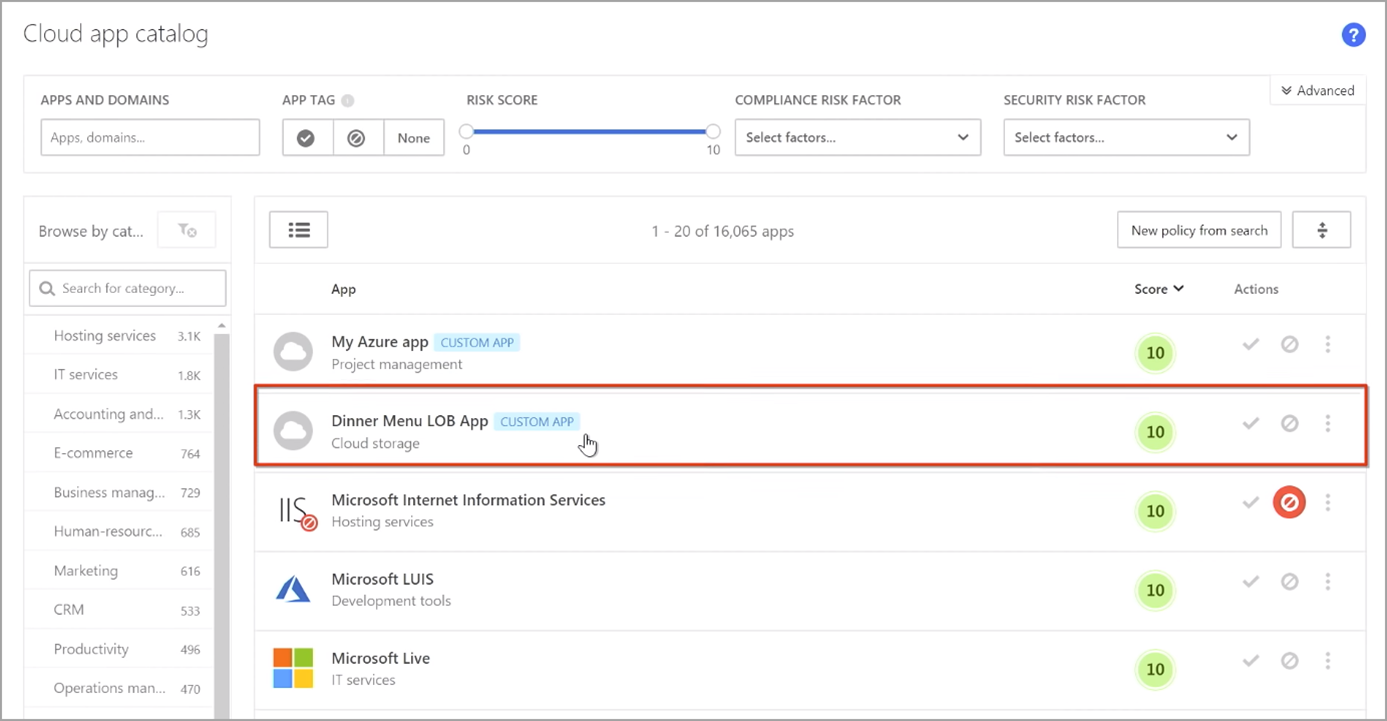 Cloud app catalog
?
Advanced
APPS AND DOMAINS
APP TAG
RISK SCORE
COMPLIANCE RISK FACTOR
SECURITY RISK FACTOR
Apps, domains...
None
0
10
Select factors...
Select factors...
Browse by cat...
1 - 20 of 16,065 apps
New policy from search
Search for category...
Hosting services 3.1K
IT services 1.8K
Accounting and... 1.3K
E-commerce 764
Business manag... 729
Human-resourc... 685
Marketing 616
CRM 533
Productivity 496
Operations man... 470
App
Score
Actions
My Azure app CUSTOM APP
Project management
10
Dinner Menu LOB App CUSTOM APP
Cloud storage
10
IIS
Microsoft Internet Information Services
Hosting services
10
Microsoft LUIS
Development tools
10
Microsoft Live
IT services
10